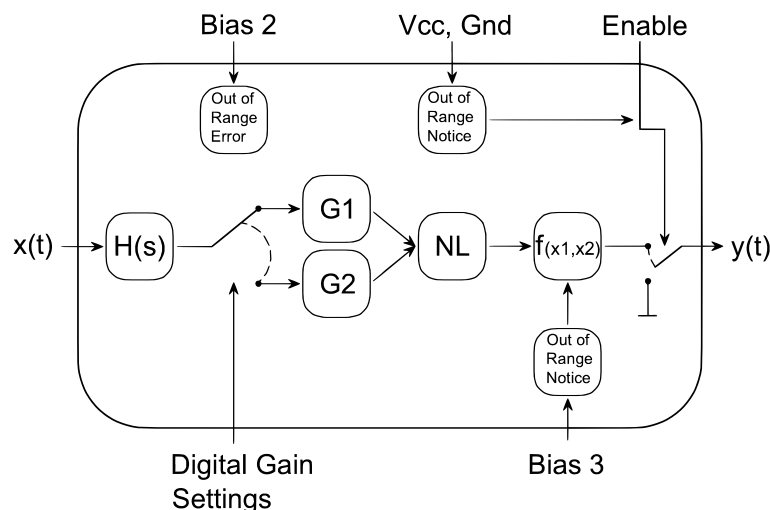 Bias 2
Vcc, Gnd
Enable
Out of
Range
Error
Out of
Range
Notice
x(t)
H(s)
G1
G2
NL
f(x1,x2)
y(t)
Out of
Range
Notice
Digital Gain
Settings
Bias 3